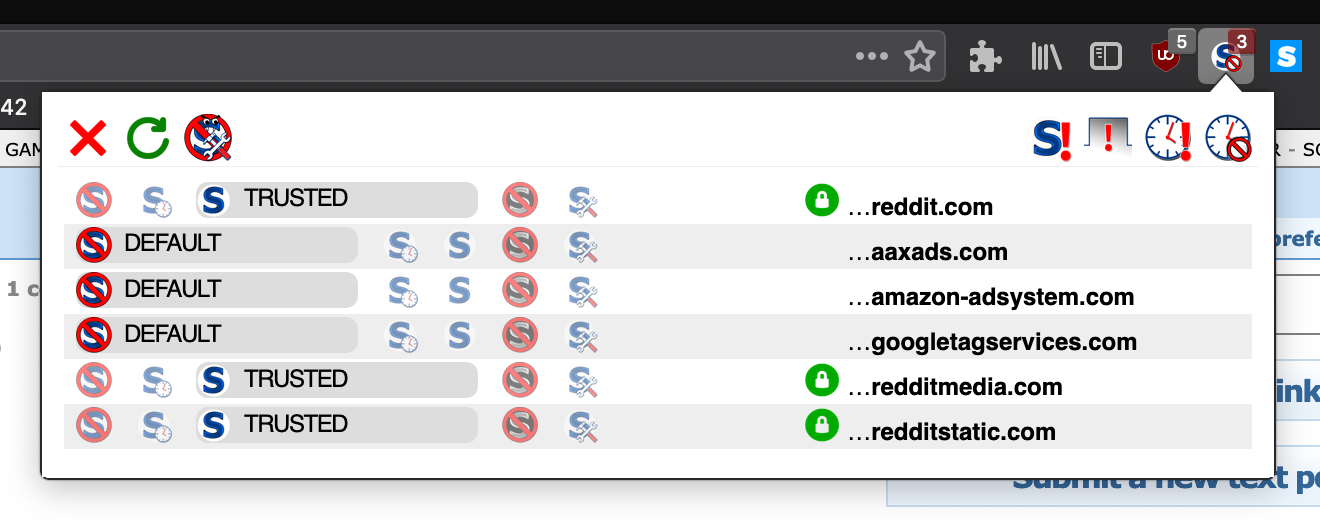 5
3
42
GAM
R - SC
TRUSTED …reddit.com
DEFAULT …aaxads.com
prefe
DEFAULT …amazon-adsystem.com
1 c
DEFAULT …googletagservices.com
TRUSTED …redditmedia.com
ink
TRUSTED …redditstatic.com
Submit a new text po